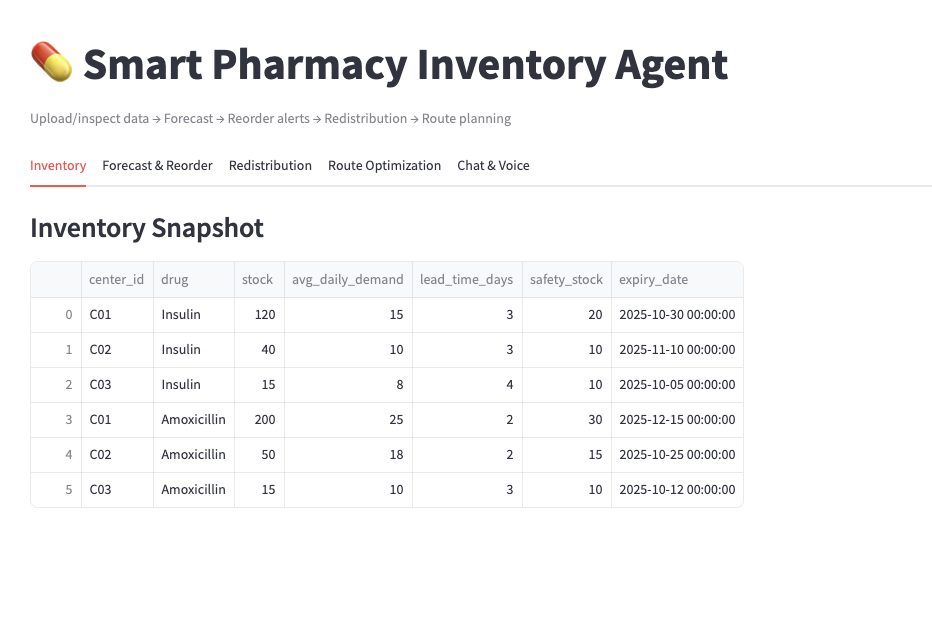 Smart Pharmacy Inventory Agent
Upload/inspect data → Forecast → Reorder alerts → Redistribution → Route planning
Inventory Forecast & Reorder Redistribution Route Optimization Chat & Voice
Inventory Snapshot
center_id drug stock avg_daily_demand lead_time_days safety_stock expiry_date
0 C01 Insulin 120 15 3 20 2025-10-30 00:00:00
1 C02 Insulin 40 10 3 10 2025-11-10 00:00:00
2 C03 Insulin 15 8 4 10 2025-10-05 00:00:00
3 C01 Amoxicillin 200 25 2 30 2025-12-15 00:00:00
4 C02 Amoxicillin 50 18 2 15 2025-10-25 00:00:00
5 C03 Amoxicillin 15 10 3 10 2025-10-12 00:00:00